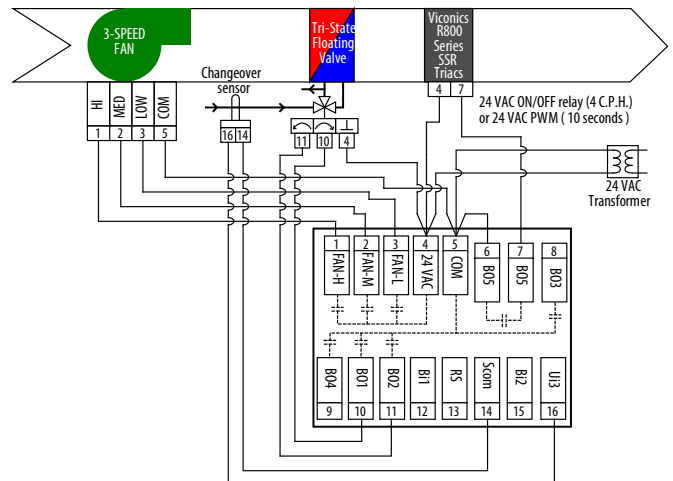 3-SPEED
FAN
Tri-State
Floating
Valve
Viconics
R800
Series
SSR
Triacs
4 7
24 VAC ON/OFF relay (4 C.P.H.)
or 24 VAC PWM ( 10 seconds )
Changeover
sensor
16 14
HI MED LOW COM
1 2 3 5
11 10 4
24 VAC
Transformer
1 2 3 4 5 6 7 8
FAN-H FAN-M FAN-L 24 VAC COM BO5 BO5 BO3
BO4 BO1 BO2 Bi1 RS Scom Bi2 Ui3
9 10 11 12 13 14 15 16